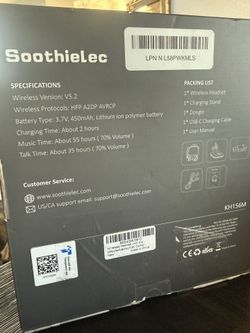 Soothielec
LPN N L58PWKMLS
SPECIFICATIONS
Wireless Version: V5.2
Wireless Protocols: HFP A2DP AVRCP
Battery Type: 3.7V, 450mAh, Lithium ion polymer battery
Charging Time: About 2 hours
Music Time: About 55 hours ( 70% Volume )
Talk Time: About 35 hours ( 70% Volume )
PACKING LIST
1* Wireless Headset
1* Charging Stand
1* Dongle
1* USB-C Charging Cable
1* User Manual
Customer Service:
www.soothielec.com
US/CA support email: support@soothielec.com
KH156M